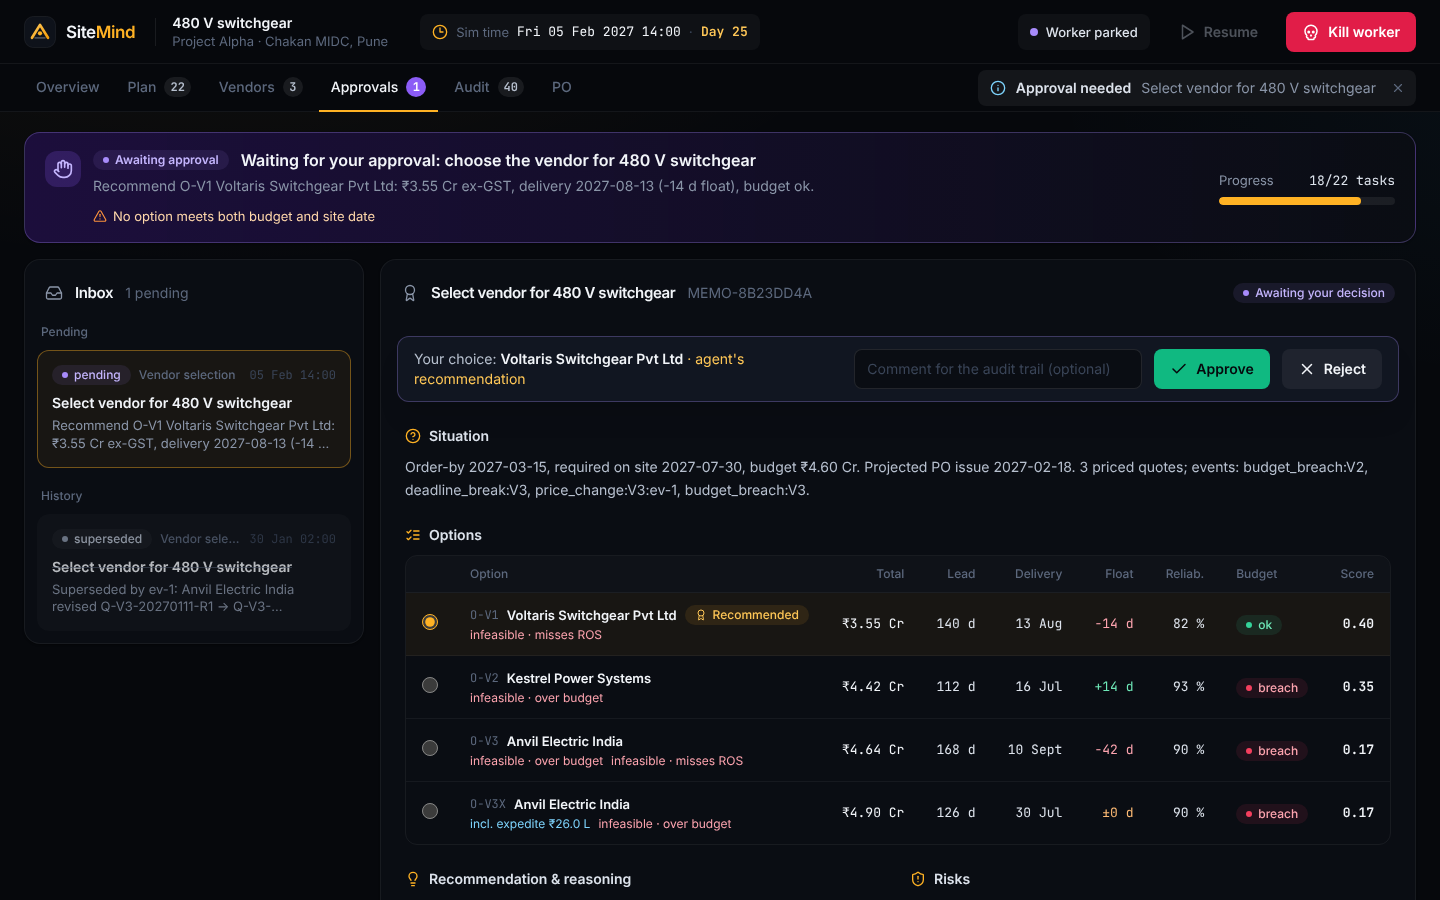 SiteMind
480 V switchgear
Project Alpha · Chakan MIDC, Pune
Sim time Fri 05 Feb 2027 14:00 · Day 25
Worker parked
Resume
Kill worker
Overview
Plan 22
Vendors 3
Approvals 1
Audit 40
PO
Approval needed Select vendor for 480 V switchgear
Awaiting approval Waiting for your approval: choose the vendor for 480 V switchgear
Recommend O-V1 Voltaris Switchgear Pvt Ltd: ₹3.55 Cr ex-GST, delivery 2027-08-13 (-14 d float), budget ok.
No option meets both budget and site date
Progress 18/22 tasks
Inbox 1 pending
Pending
pending Vendor selection 05 Feb 14:00
Select vendor for 480 V switchgear
Recommend O-V1 Voltaris Switchgear Pvt Ltd:
₹3.55 Cr ex-GST, delivery 2027-08-13 (-14 ...
History
superseded Vendor sele... 30 Jan 02:00
Select vendor for 480 V switchgear
Superseded by ev-1: Anvil Electric India
revised Q-V3-20270111-R1 → Q-V3-...
Select vendor for 480 V switchgear MEMO-8B23DD4A
Awaiting your decision
Your choice: Voltaris Switchgear Pvt Ltd · agent's
recommendation
Comment for the audit trail (optional)
Approve
Reject
Situation
Order-by 2027-03-15, required on site 2027-07-30, budget ₹4.60 Cr. Projected PO issue 2027-02-18. 3 priced quotes; events: budget_breach:V2,
deadline_break:V3, price_change:V3:ev-1, budget_breach:V3.
Options
Option Total Lead Delivery Float Reliab. Budget Score
O-V1 Voltaris Switchgear Pvt Ltd Recommended
infeasible · misses ROS
₹3.55 Cr 140 d 13 Aug -14 d 82 % ok 0.40
O-V2 Kestrel Power Systems
infeasible · over budget
₹4.42 Cr 112 d 16 Jul +14 d 93 % breach 0.35
O-V3 Anvil Electric India
infeasible · over budget infeasible · misses ROS
₹4.64 Cr 168 d 10 Sept -42 d 90 % breach 0.17
O-V3X Anvil Electric India
incl. expedite ₹26.0 L infeasible · over budget
₹4.90 Cr 126 d 30 Jul ±0 d 90 % breach 0.17
Recommendation & reasoning
Risks